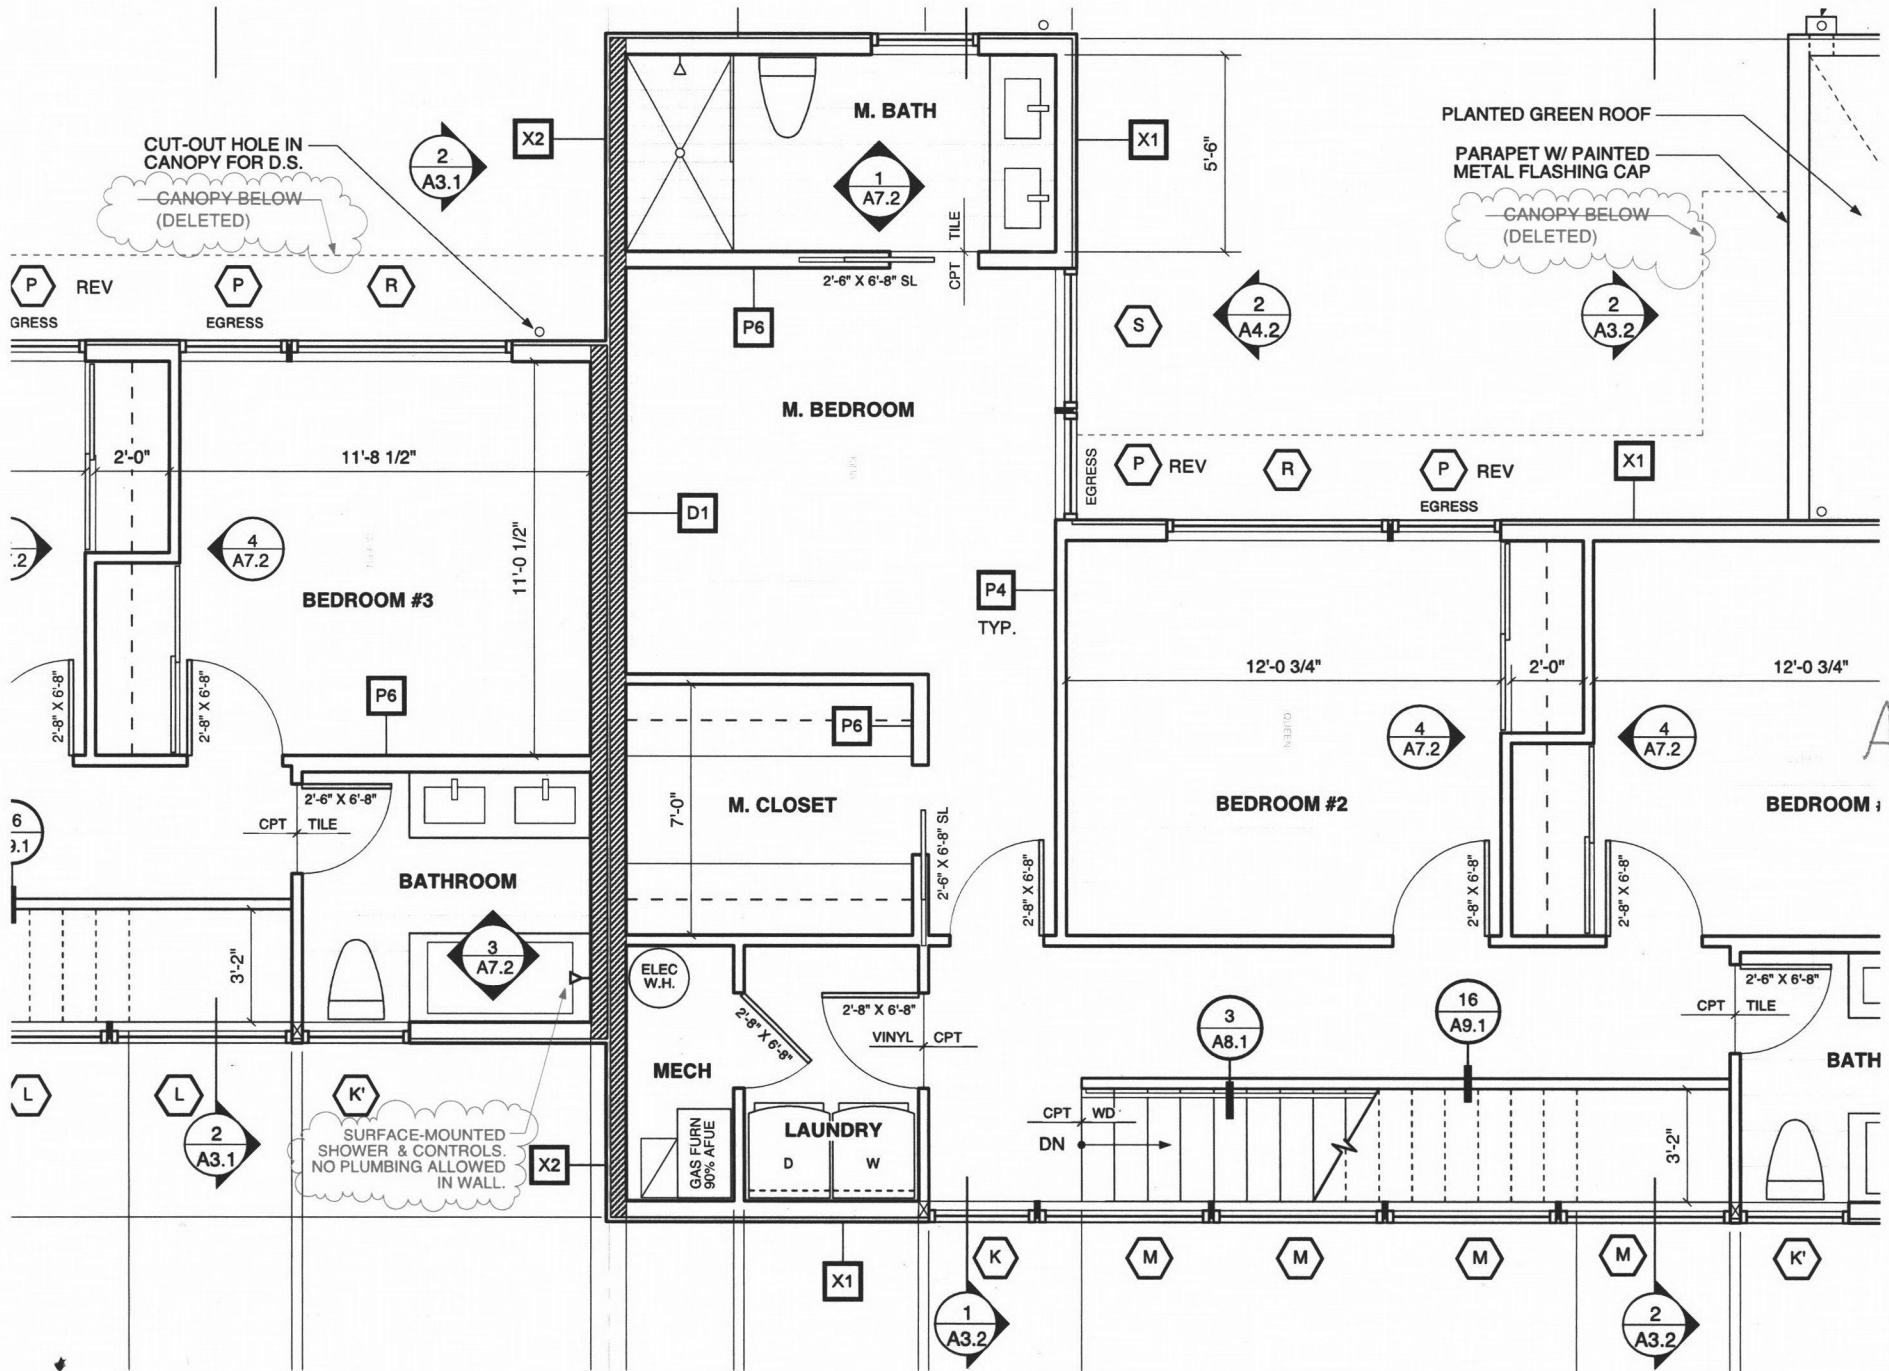 M. BATH
1
A7.2
X2
X1
5'-6"
TILE
CPT
2'-6" X 6'-8" SL
CUT-OUT HOLE IN
CANOPY FOR D.S.
CANOPY BELOW
(DELETED)
2
A3.1
PLANTED GREEN ROOF
PARAPET W/ PAINTED
METAL FLASHING CAP
CANOPY BELOW
(DELETED)
P
REV
P
R
EGRESS
P6
S
2
A4.2
2
A3.2
M. BEDROOM
2'-0"
11'-8 1/2"
EGRESS
P
REV
R
P
REV
EGRESS
X1
D1
4
A7.2
11'-0 1/2"
BEDROOM #3
P4
TYP.
2'-8" X 6'-8"
2'-8" X 6'-8"
P6
12'-0 3/4"
2'-0"
12'-0 3/4"
P6
QUEEN
4
A7.2
4
A7.2
7'-0"
M. CLOSET
BEDROOM #2
BEDROOM
2'-6" X 6'-8"
CPT
TILE
2'-6" X 6'-8" SL
2'-8" X 6'-8"
2'-8" X 6'-8"
2'-8" X 6'-8"
BATHROOM
3
A7.2
3'-2"
ELEC
W.H.
2'-8" X 6'-8"
2'-8" X 6'-8"
VINYL
CPT
3
A8.1
16
A9.1
2'-6" X 6'-8"
CPT
TILE
MECH
BATH
L
L
K'
2
A3.1
SURFACE-MOUNTED
SHOWER & CONTROLS.
NO PLUMBING ALLOWED
IN WALL.
X2
GAS FURN
90% AFUE
LAUNDRY
D
W
CPT
WD
DN
3'-2"
X1
K
M
M
M
M
K'
1
A3.2
2
A3.2